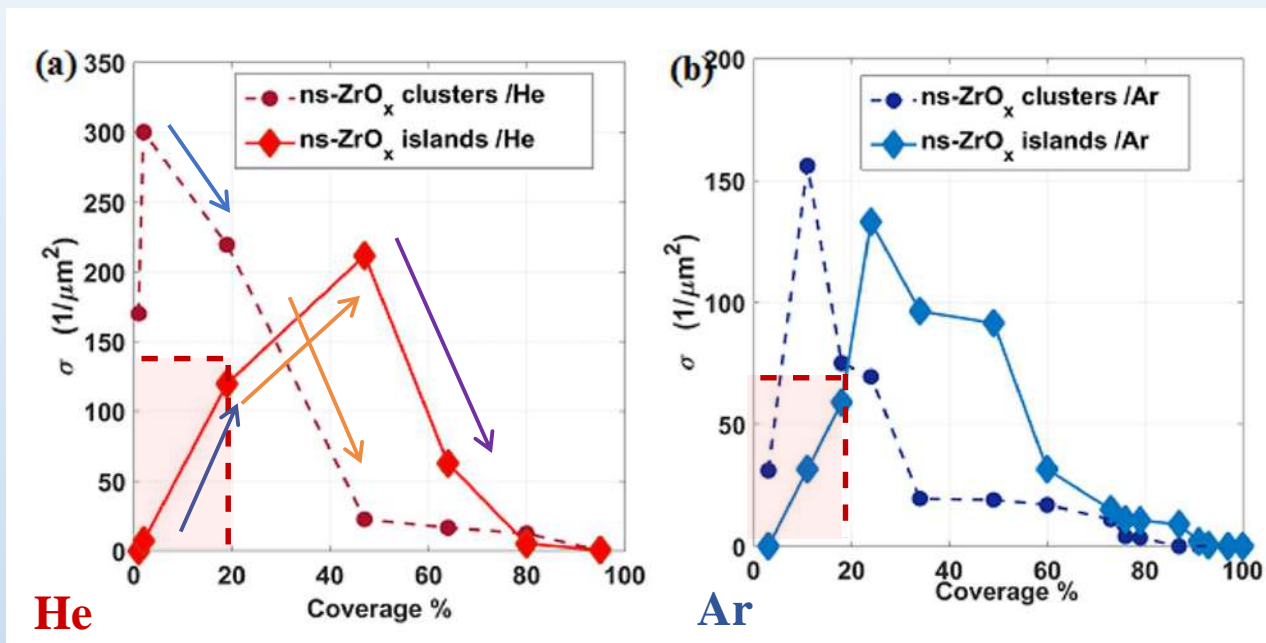 (a)
350
300
250
200
150
100
50
0
σ (1/μm²)
ns-ZrOₓ clusters /He
ns-ZrOₓ islands /He
0 20 40 60 80 100
Coverage %
He
(b)
200
150
100
50
0
σ (1/μm²)
ns-ZrOₓ clusters /Ar
ns-ZrOₓ islands /Ar
0 20 40 60 80 100
Coverage %
Ar